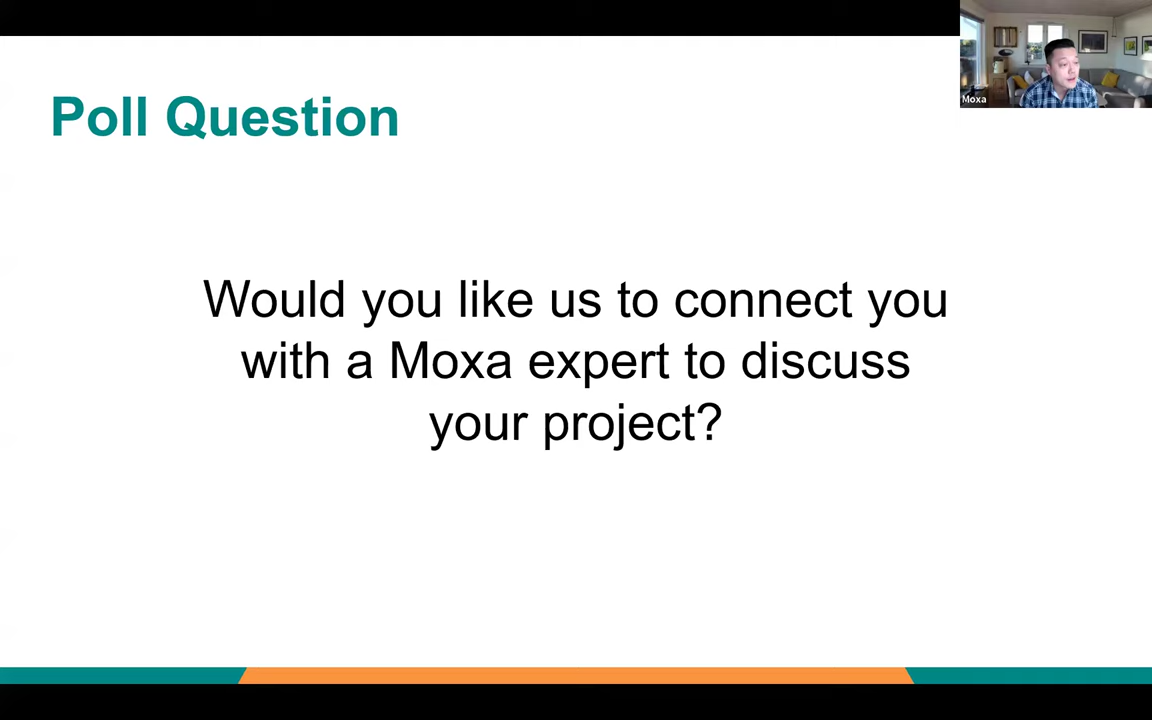 Moxa
Poll Question
Would you like us to connect you
with a Moxa expert to discuss
your project?